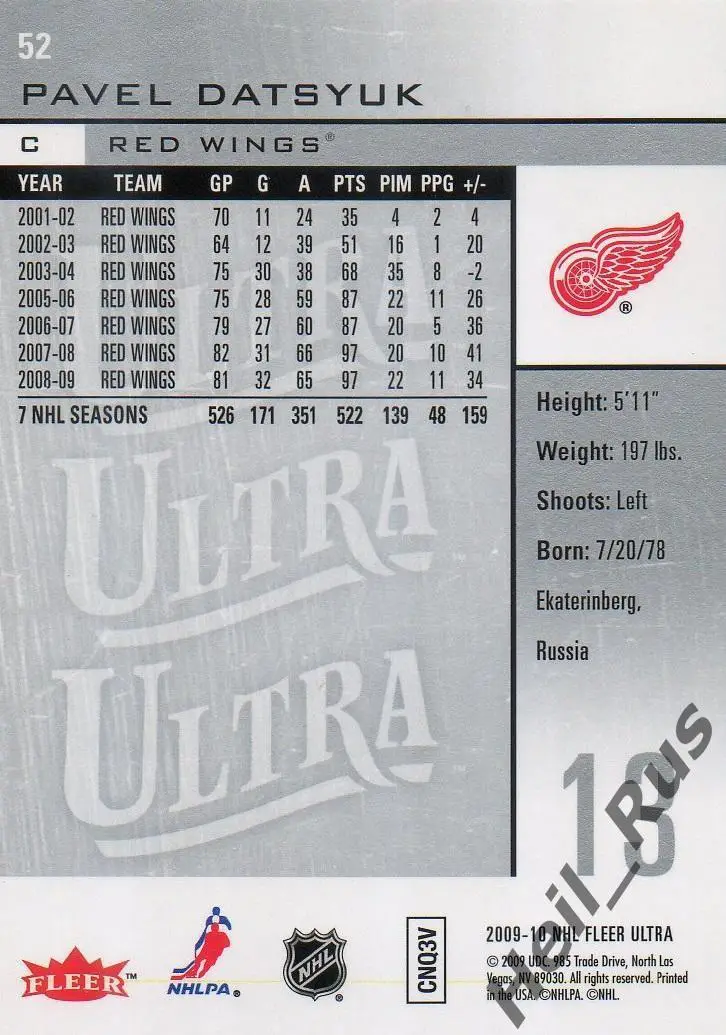 52
PAVEL DATSYUK
C RED WINGS®
YEAR TEAM GP G A PTS PIM PPG +/-
2001-02 RED WINGS 70 11 24 35 4 2 4
2002-03 RED WINGS 64 12 39 51 16 1 20
2003-04 RED WINGS 75 30 38 68 35 8 -2
2005-06 RED WINGS 75 28 59 87 22 11 26
2006-07 RED WINGS 79 27 60 87 20 5 36
2007-08 RED WINGS 82 31 66 97 20 10 41
2008-09 RED WINGS 81 32 65 97 22 11 34
7 NHL SEASONS 526 171 351 522 139 48 159
®
Height: 5'11"
Weight: 197 lbs.
Shoots: Left
Born: 7/20/78
Ekaterinberg,
Russia
ULTRA
ULTRA
ULTRA
13
Heil_Rus
FLEER™
NHLPA®
NHL®
CNQ3V
2009-10 NHL FLEER ULTRA
© 2009 UDC. 985 Trade Drive, North Las
Vegas, NV 89030. All rights reserved. Printed
in the USA. ©NHLPA. ©NHL.